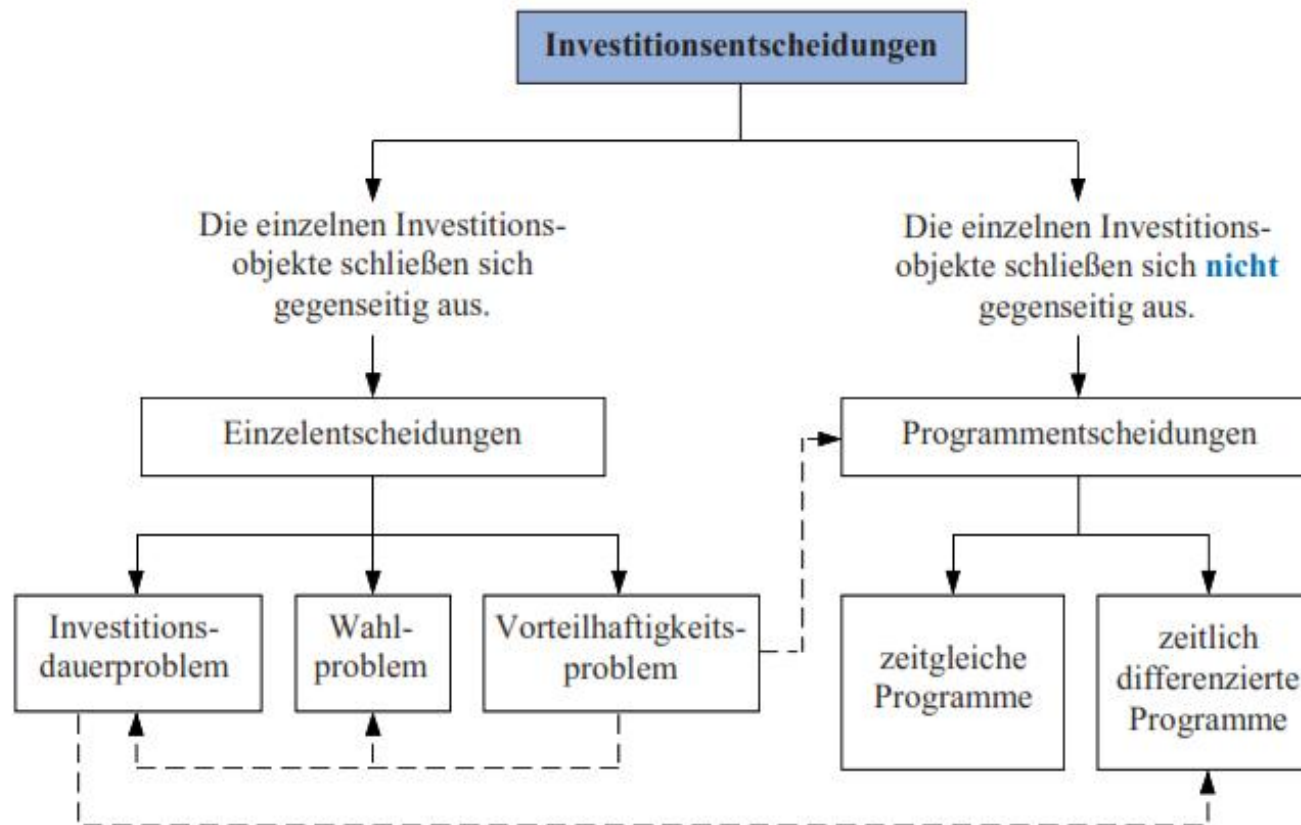 Investitionsentscheidungen
Die einzelnen Investitions-
objekte schließen sich
gegenseitig aus.
Die einzelnen Investitions-
objekte schließen sich nicht
gegenseitig aus.
Einzelentscheidungen
Programmentscheidungen
Investitions-
dauerproblem
Wahl-
problem
Vorteilhaftigkeits-
problem
zeitgleiche
Programme
zeitlich
differenzierte
Programme